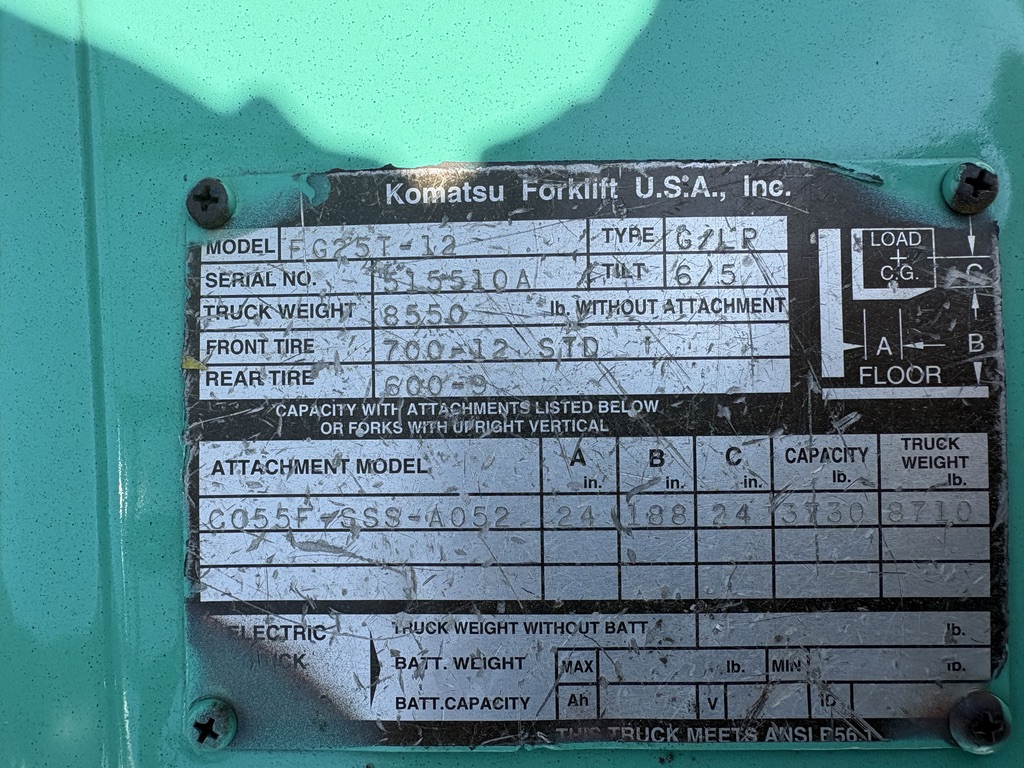 Komatsu Forklift U.S.A., Inc.
MODEL FG25T-12 TYPE G/LP
SERIAL NO. 515510A TILT 6/5
TRUCK WEIGHT 8550 lb. WITHOUT ATTACHMENT
FRONT TIRE 700-12 STD
REAR TIRE 600-9
LOAD
+
C.G.
C
A B
FLOOR
CAPACITY WITH ATTACHMENTS LISTED BELOW
OR FORKS WITH UPRIGHT VERTICAL
ATTACHMENT MODEL A in. B in. C in. CAPACITY lb. TRUCK WEIGHT lb.
C055F-SSS-A052 24 188 24 3730 8710
ELECTRIC TRUCK WEIGHT WITHOUT BATT. lb.
BATT. WEIGHT MAX lb. MIN lb.
BATT. CAPACITY Ah V lb
THIS TRUCK MEETS ANSI B56.1